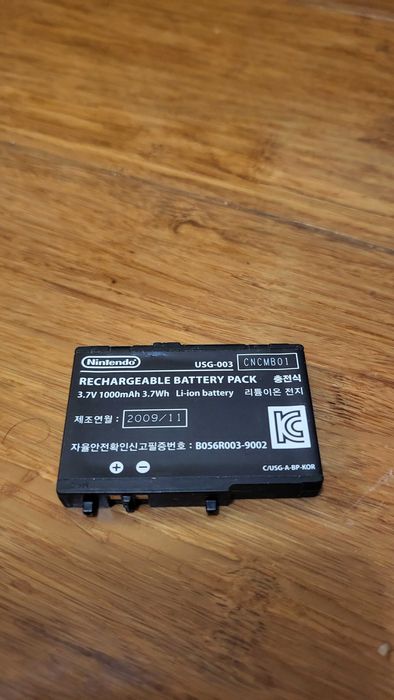 Nintendo USG-003 CNCMB01
RECHARGEABLE BATTERY PACK 충전식
3.7V 1000mAh 3.7Wh Li-ion battery 리튬이온 전지
제조연월 : 2009/11
자율안전확인신고필증번호 : B056R003-9002
C/USG-A-BP-KOR